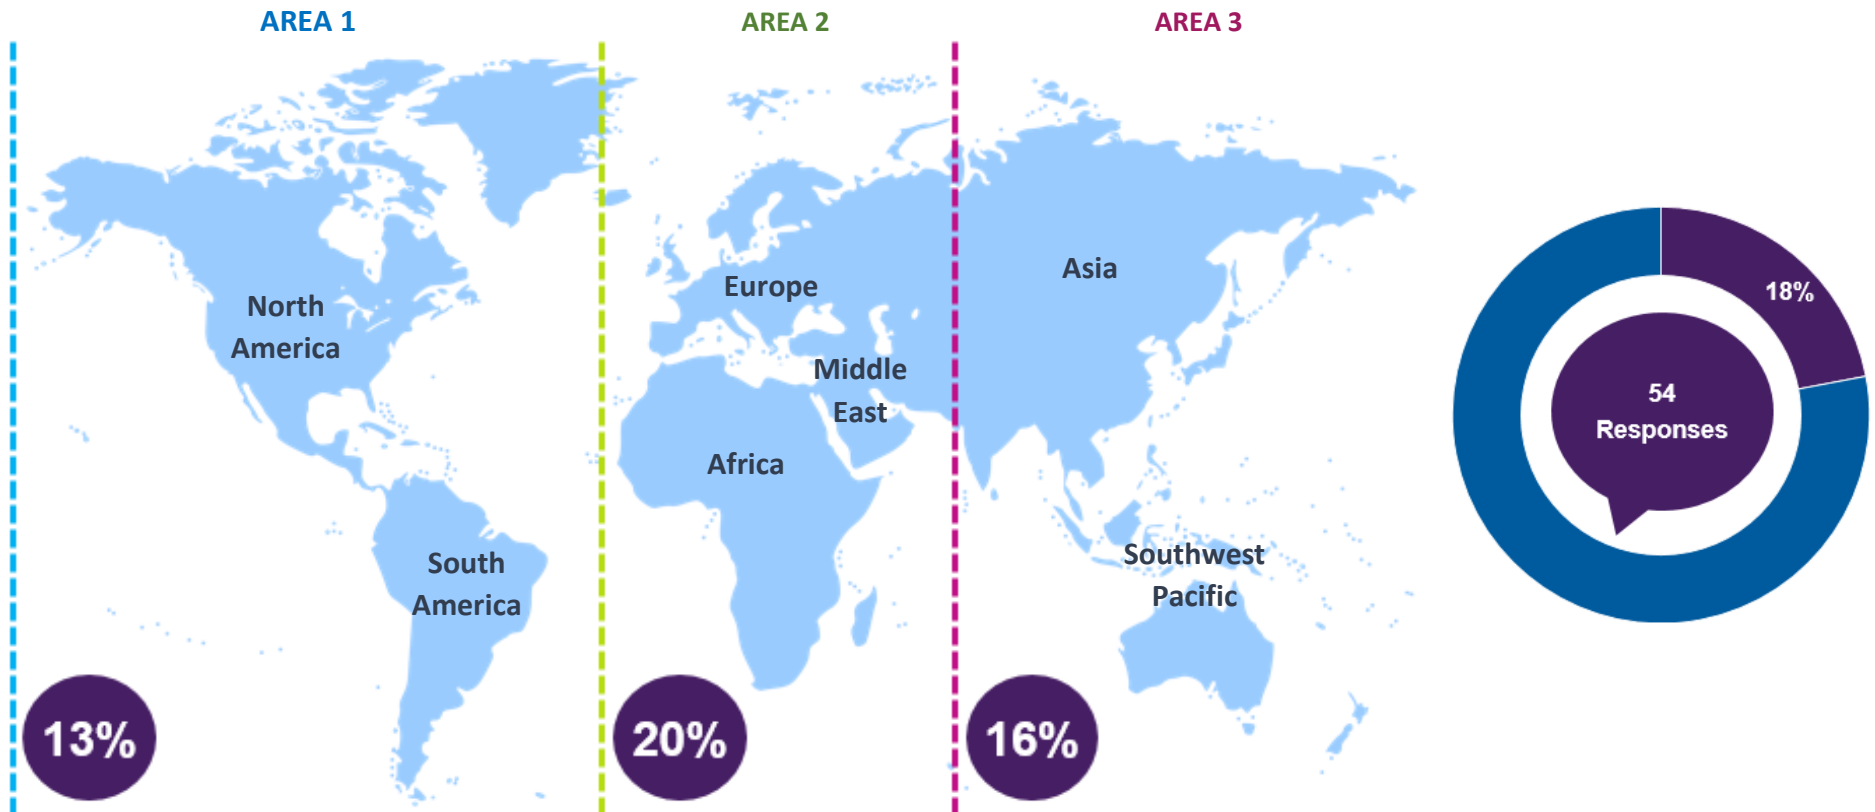 AREA 1
AREA 2
AREA 3
North
America
South
America
Europe
Middle
East
Africa
Asia
Southwest
Pacific
13%
20%
16%
18%
54
Responses